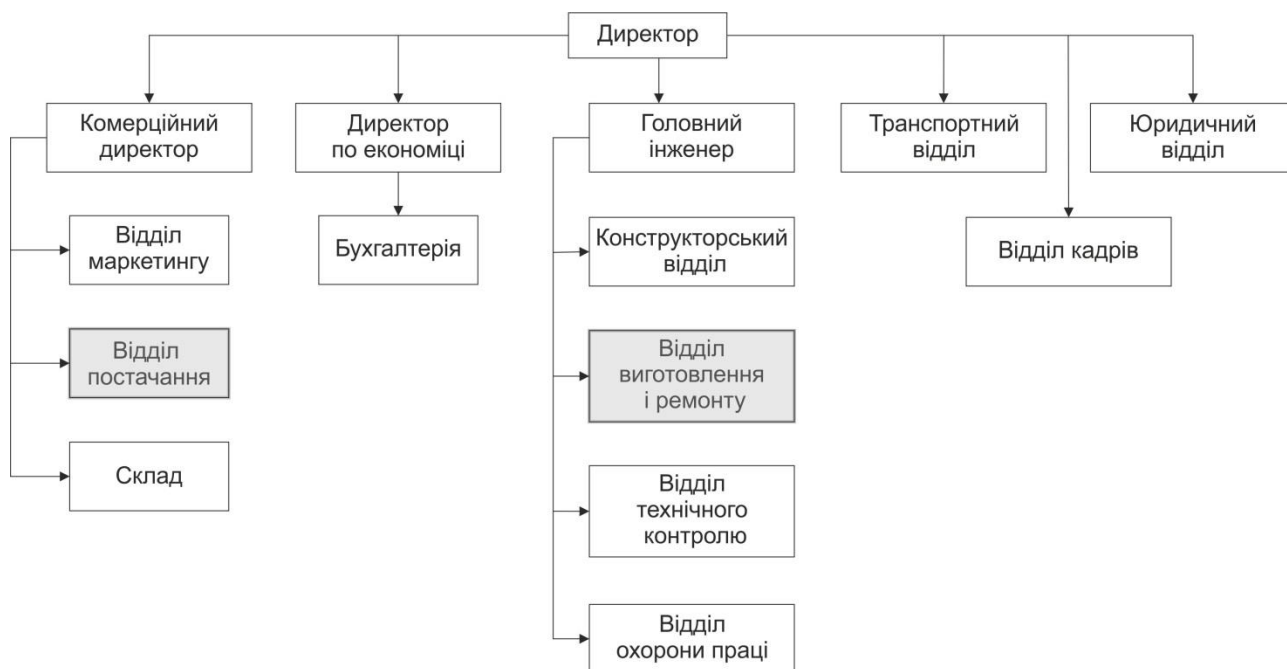 Директор
Комерційний
директор
Директор
по економіці
Головний
інженер
Транспортний
відділ
Юридичний
відділ
Відділ
маркетингу
Бухгалтерія
Конструкторський
відділ
Відділ кадрів
Відділ
постачання
Відділ
виготовлення
і ремонту
Склад
Відділ
технічного
контролю
Відділ
охорони праці